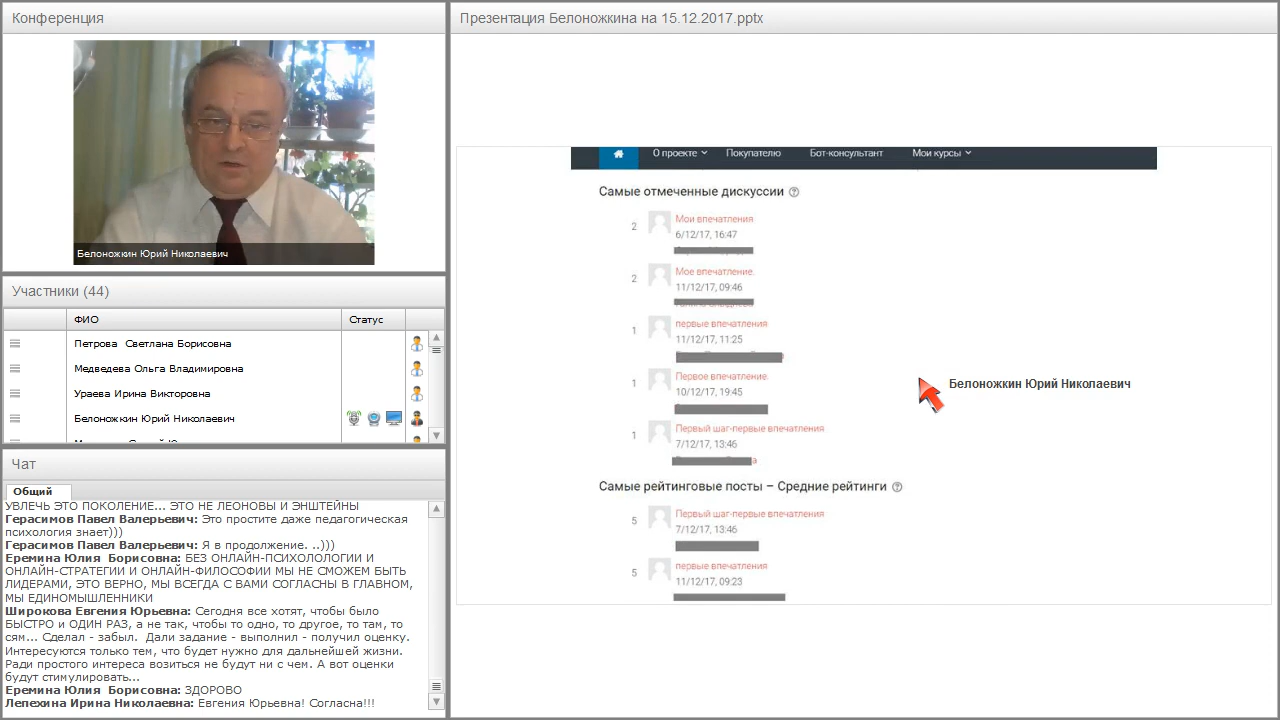 Конференция
Белоножкин Юрий Николаевич
Участники (44)
ФИО
Статус
Петрова Светлана Борисовна
Медведева Ольга Владимировна
Ураева Ирина Викторовна
Белоножкин Юрий Николаевич
Чат
Общий
УВЛЕЧЬ ЭТО ПОКОЛЕНИЕ... ЭТО НЕ ЛЕОНОВЫ И ЭНШТЕЙНЫ
Герасимов Павел Валерьевич: Это простите даже педагогическая
психология знает)))
Герасимов Павел Валерьевич: Я в продолжение. ..)))
Еремина Юлия Борисовна: БЕЗ ОНЛАЙН-ПСИХОЛОЛОГИИ И
ОНЛАЙН-СТРАТЕГИИ И ОНЛАЙН-ФИЛОСОФИИ МЫ НЕ СМОЖЕМ БЫТЬ
ЛИДЕРАМИ, ЭТО ВЕРНО, МЫ ВСЕГДА С ВАМИ СОГЛАСНЫ В ГЛАВНОМ,
МЫ ЕДИНОМЫШЛЕННИКИ
Широкова Евгения Юрьевна: Сегодня все хотят, чтобы было
БЫСТРО и ОДИН РАЗ, а не так, чтобы то одно, то другое, то там, то
сям... Сделал - забыл. Дали задание - выполнил - получил оценку.
Интересуются только тем, что будет нужно для дальнейшей жизни.
Ради простого интереса возиться не будут ни с чем. А вот оценки
будут стимулировать...
Еремина Юлия Борисовна: ЗДОРОВО
Лепехина Ирина Николаевна: Евгения Юрьевна! Согласна!!!
Презентация Белоножкина на 15.12.2017.pptx
О проекте
Покупателю
Бот-консультант
Мои курсы
Самые отмеченные дискуссии
2
Мои впечатления
6/12/17, 16:47
2
Мое впечатление.
11/12/17, 09:46
1
первые впечатления
11/12/17, 11:25
1
Первое впечатление.
10/12/17, 19:45
1
Первый шаг-первые впечатления
7/12/17, 13:46
Самые рейтинговые посты – Средние рейтинги
5
Первый шаг-первые впечатления
7/12/17, 13:46
5
первые впечатления
11/12/17, 09:23
Белоножкин Юрий Николаевич